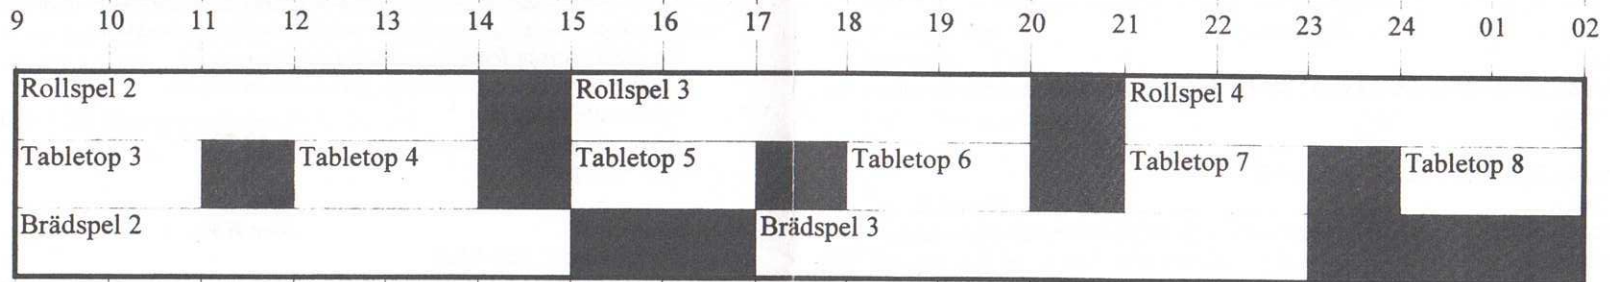 9 10 11 12 13 14 15 16 17 18 19 20 21 22 23 24 01 02
Rollspel 2 Rollspel 3 Rollspel 4
Tabletop 3 Tabletop 4 Tabletop 5 Tabletop 6 Tabletop 7 Tabletop 8
Brädspel 2 Brädspel 3